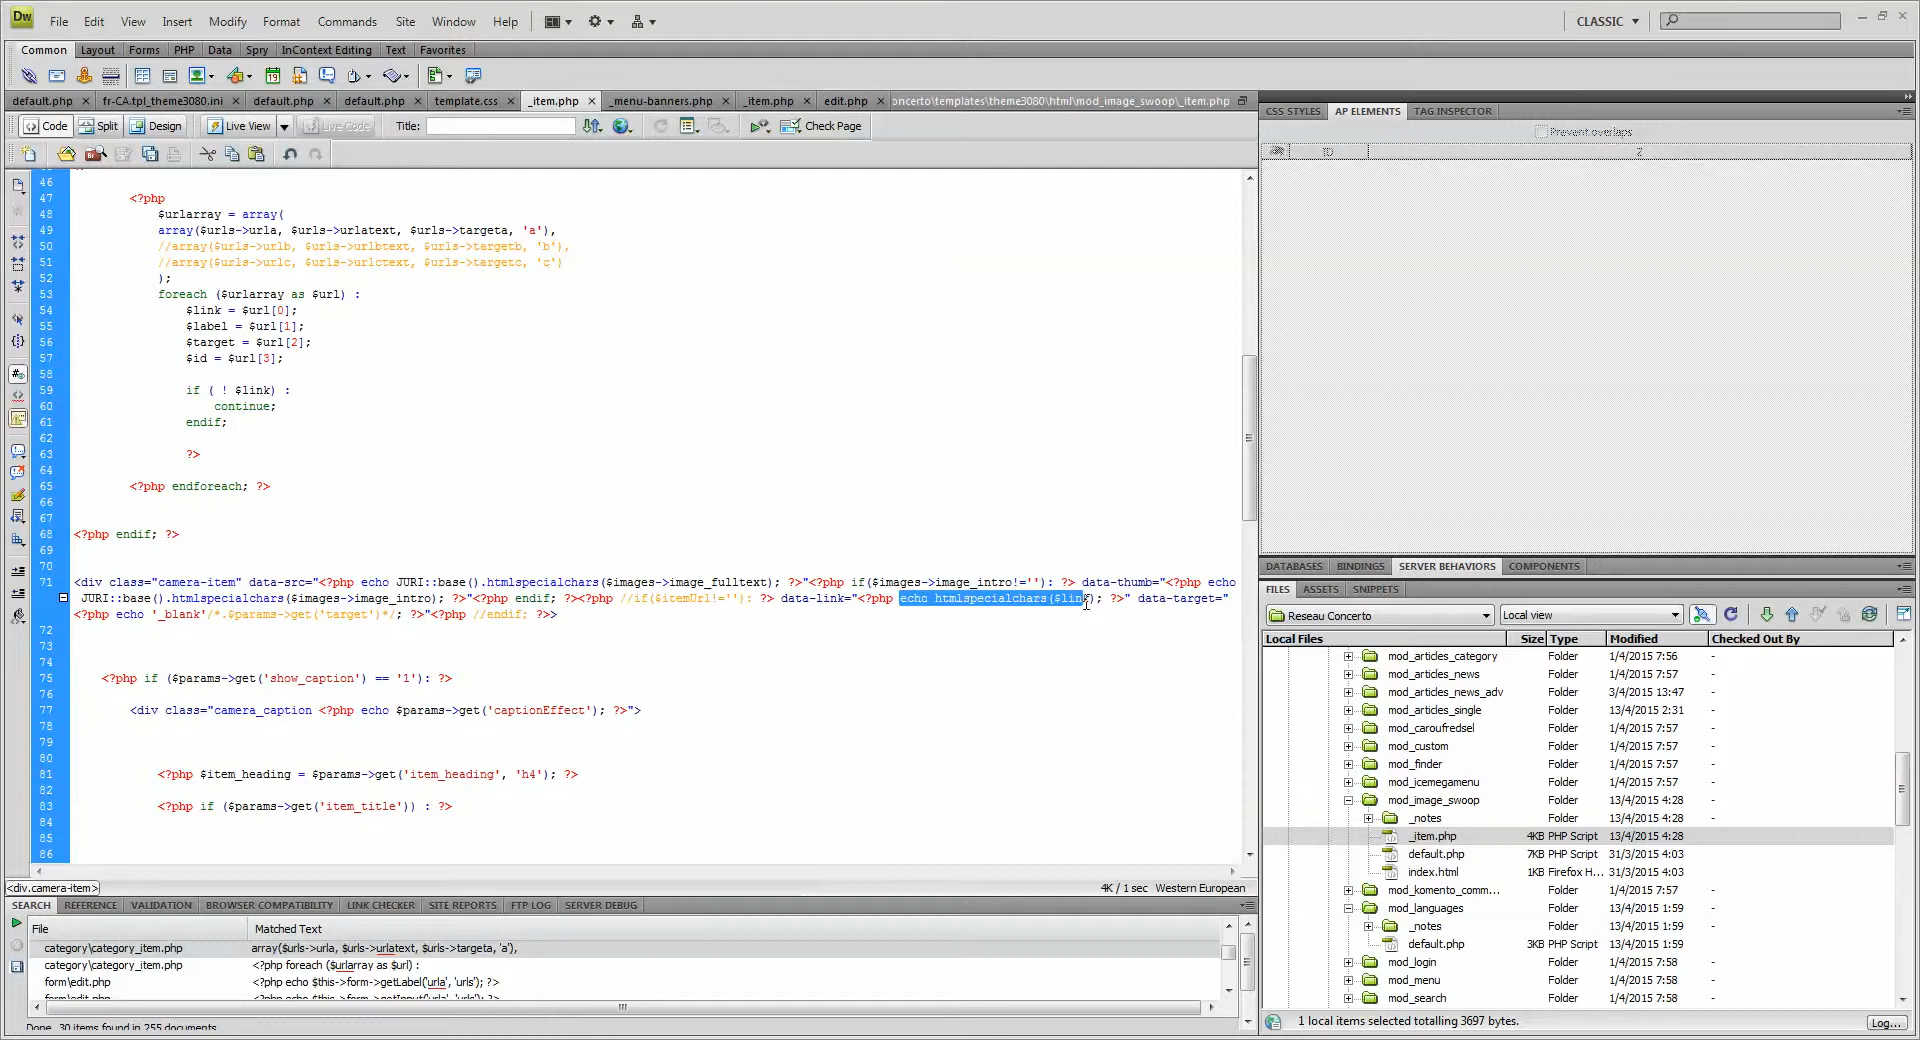 Dw File Edit View Insert Modify Format Commands Site Window Help CLASSIC
Common Layout Forms PHP Data Spry InContext Editing Text Favorites
default.php × fr-CA.tpl_theme3080.ini × default.php × default.php × template.css × _item.php × _menu-banners.php × _item.php × edit.php × oncerto\templates\theme3080\html\mod_image_swoop\_item.php
Code Split Design Live View Live Code Title: Check Page
46
47 <?php
48 $urlarray = array(
49 array($urls->urla, $urls->urlatext, $urls->targeta, 'a'),
50 //array($urls->urlb, $urls->urlbtext, $urls->targetb, 'b'),
51 //array($urls->urlc, $urls->urlctext, $urls->targetc, 'c')
52 );
53 foreach ($urlarray as $url) :
54 $link = $url[0];
55 $label = $url[1];
56 $target = $url[2];
57 $id = $url[3];
58
59 if ( ! $link) :
60 continue;
61 endif;
62
63 ?>
64
65 <?php endforeach; ?>
66
67
68 <?php endif; ?>
69
70
71 <div class="camera-item" data-src="<?php echo JURI::base().htmlspecialchars($images->image_fulltext); ?>"<?php if($images->image_intro!=''): ?> data-thumb="<?php echo
JURI::base().htmlspecialchars($images->image_intro); ?>"<?php endif; ?><?php //if($itemUrl!=''): ?> data-link="<?php echo htmlspecialchars($link); ?>" data-target="
<?php echo '_blank'/*.$params->get('target')*/; ?>"<?php //endif; ?>>
72
73
74
75 <?php if ($params->get('show_caption') == '1'): ?>
76
77 <div class="camera_caption <?php echo $params->get('captionEffect'); ?>">
78
79
80
81 <?php $item_heading = $params->get('item_heading', 'h4'); ?>
82
83 <?php if ($params->get('item_title')) : ?>
84
85
86
<div.camera-item> 4K / 1 sec Western European
SEARCH REFERENCE VALIDATION BROWSER COMPATIBILITY LINK CHECKER SITE REPORTS FTP LOG SERVER DEBUG
File Matched Text
category\category_item.php array($urls->urla, $urls->urlatext, $urls->targeta, 'a'),
category\category_item.php <?php foreach ($urlarray as $url) :
form\edit.php <?php echo $this->form->getLabel('urla', 'urls'); ?>
form\edit.php <?php echo $this->form->getInput('urla', 'urls'); ?>
Done. 30 items found in 255 documents.
CSS STYLES AP ELEMENTS TAG INSPECTOR
Prevent overlaps
ID Z
DATABASES BINDINGS SERVER BEHAVIORS COMPONENTS
FILES ASSETS SNIPPETS
Reseau Concerto Local view
Local Files Size Type Modified Checked Out By
mod_articles_category Folder 1/4/2015 7:56 -
mod_articles_news Folder 1/4/2015 7:57 -
mod_articles_news_adv Folder 3/4/2015 13:47 -
mod_articles_single Folder 13/4/2015 2:31 -
mod_caroufredsel Folder 1/4/2015 7:57 -
mod_custom Folder 1/4/2015 7:57 -
mod_finder Folder 1/4/2015 7:57 -
mod_icemegamenu Folder 1/4/2015 7:57 -
mod_image_swoop Folder 13/4/2015 4:28 -
_notes Folder 13/4/2015 4:28 -
_item.php 4KB PHP Script 13/4/2015 4:28
default.php 7KB PHP Script 31/3/2015 4:03
index.html 1KB Firefox H... 31/3/2015 4:03
mod_komento_comm... Folder 1/4/2015 7:57 -
mod_languages Folder 13/4/2015 1:59 -
_notes Folder 13/4/2015 1:59 -
default.php 3KB PHP Script 13/4/2015 1:59
mod_login Folder 1/4/2015 7:58 -
mod_menu Folder 1/4/2015 7:58 -
mod_search Folder 1/4/2015 7:58 -
1 local items selected totalling 3697 bytes. Log...